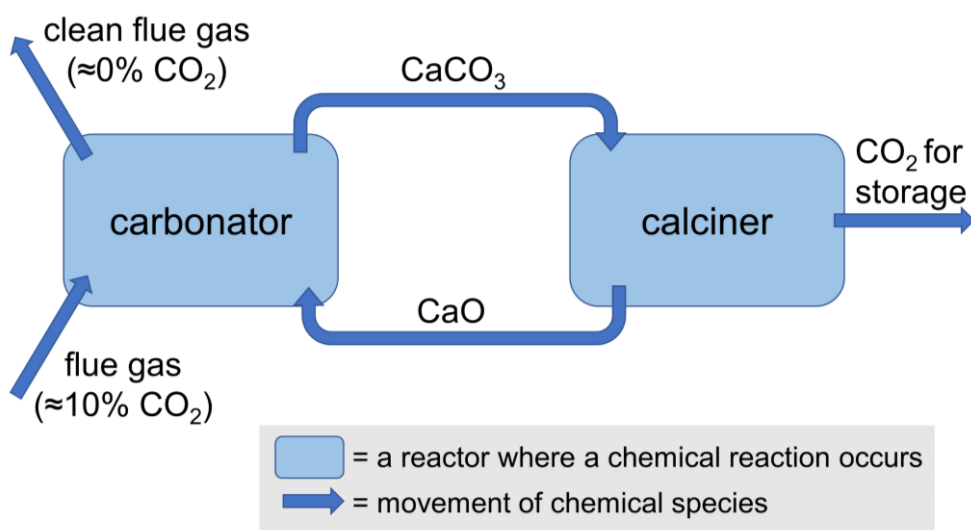 clean flue gas
(≈0% CO₂)
CaCO₃
carbonator
calciner
CO₂ for
storage
CaO
flue gas
(≈10% CO₂)
= a reactor where a chemical reaction occurs
= movement of chemical species